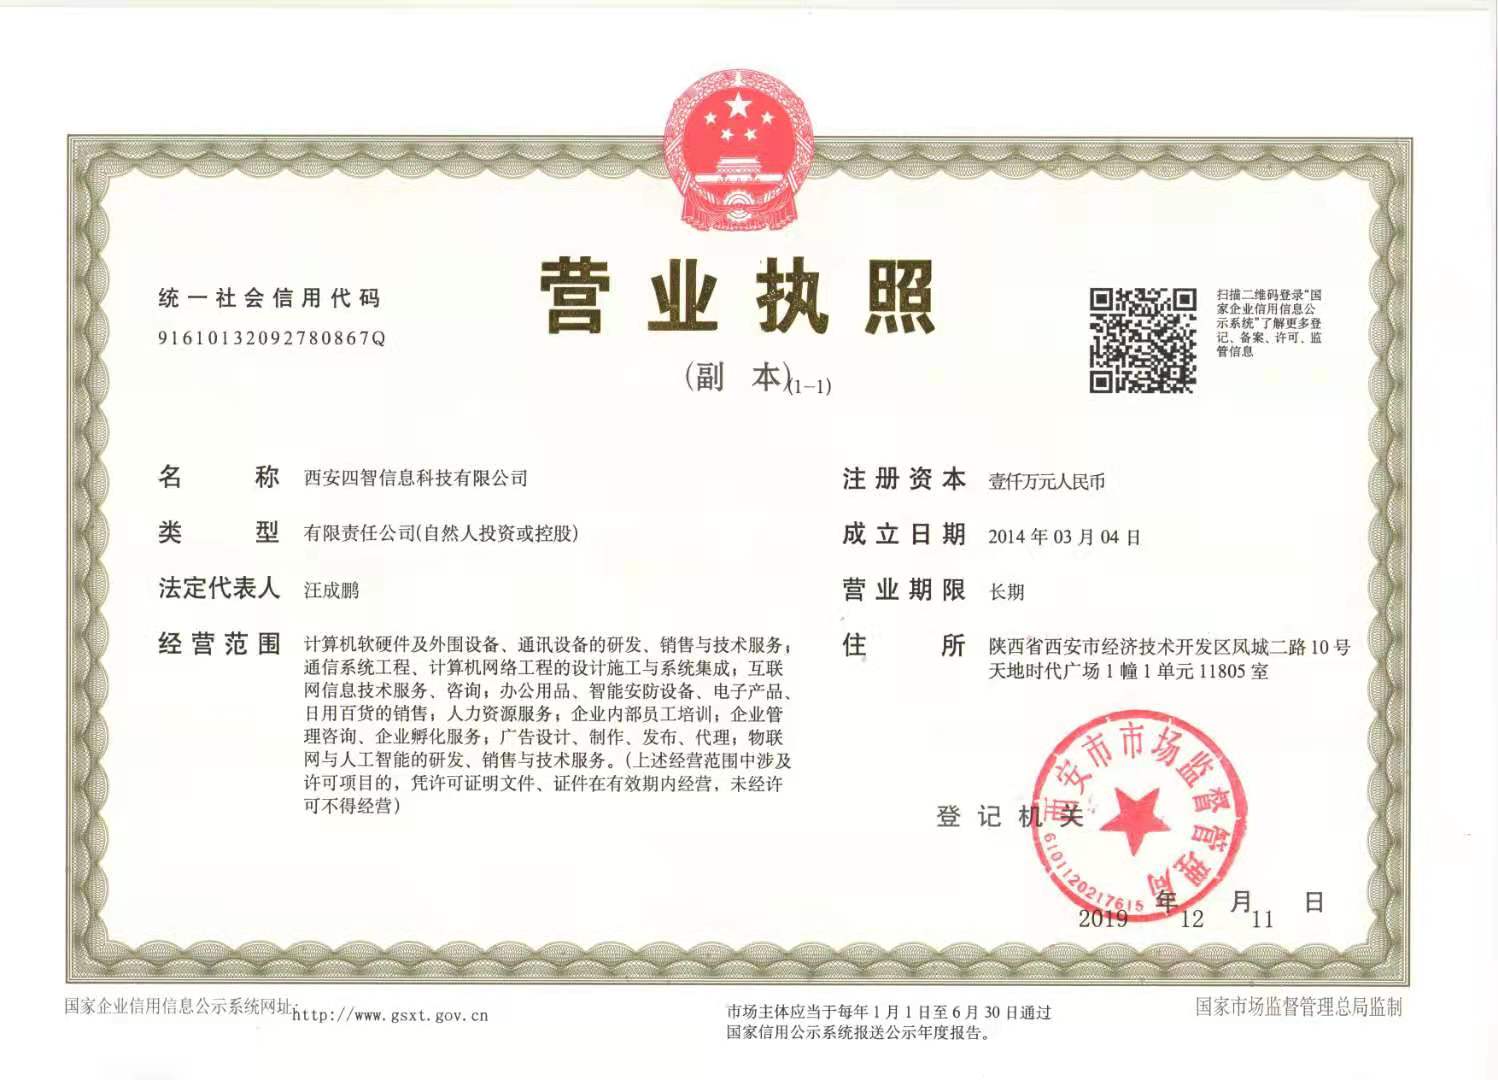 营业执照
(副 本)(1-1)
统一社会信用代码
91610132092780867Q
扫描二维码登录“国
家企业信用信息公
示系统”了解更多登
记、备案、许可、监
管信息
名 称 西安四智信息科技有限公司
类 型 有限责任公司(自然人投资或控股)
法定代表人 汪成鹏
经营范围 计算机软硬件及外围设备、通讯设备的研发、销售与技术服务；
通信系统工程、计算机网络工程的设计施工与系统集成；互联
网信息技术服务、咨询；办公用品、智能安防设备、电子产品、
日用百货的销售；人力资源服务；企业内部员工培训；企业管
理咨询、企业孵化服务；广告设计、制作、发布、代理；物联
网与人工智能的研发、销售与技术服务。(上述经营范围中涉及
许可项目的，凭许可证明文件、证件在有效期内经营，未经许
可不得经营)
注册资本 壹仟万元人民币
成立日期 2014 年 03 月 04 日
营业期限 长期
住 所 陕西省西安市经济技术开发区凤城二路 10 号
天地时代广场 1 幢 1 单元 11805 室
登记机关
西安市市场监督管理局
6101120217615
2019 年 12 月 11 日
国家企业信用信息公示系统网址：http://www.gsxt.gov.cn
市场主体应当于每年 1 月 1 日至 6 月 30 日通过
国家信用公示系统报送公示年度报告。
国家市场监督管理总局监制